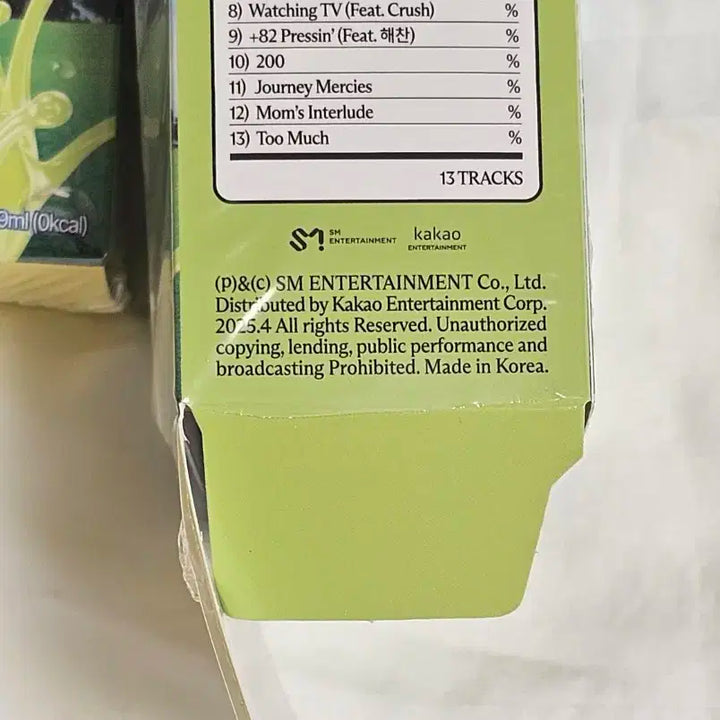 8) Watching TV (Feat. Crush) %
9) +82 Pressin' (Feat. 해찬) %
10) 200 %
11) Journey Mercies %
12) Mom's Interlude %
13) Too Much %
13 TRACKS
SM SM ENTERTAINMENT kakao ENTERTAINMENT
(p)&(c) SM ENTERTAINMENT Co., Ltd.
Distributed by Kakao Entertainment Corp.
2025.4 All rights Reserved. Unauthorized
copying, lending, public performance and
broadcasting Prohibited. Made in Korea.
(0kcal)